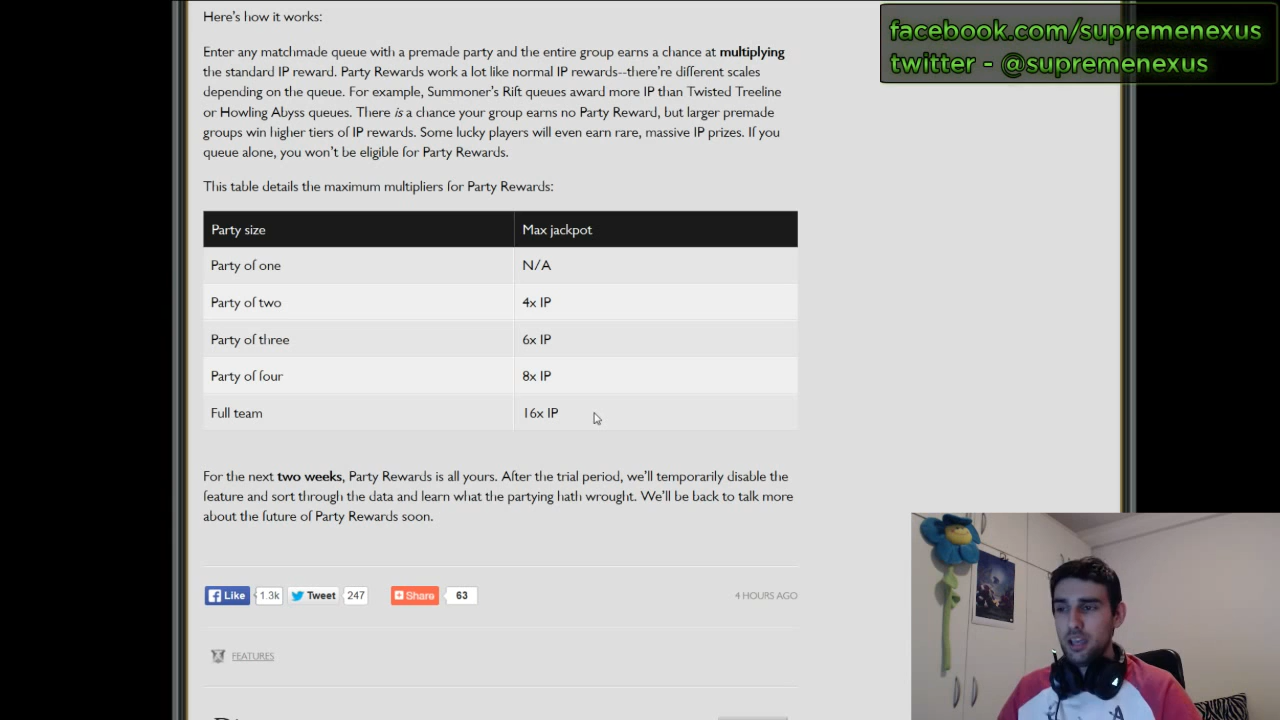 facebook.com/supremenexus
twitter - @supremenexus
Here's how it works:
Enter any matchmade queue with a premade party and the entire group earns a chance at multiplying
the standard IP reward. Party Rewards work a lot like normal IP rewards--there're different scales
depending on the queue. For example, Summoner's Rift queues award more IP than Twisted Treeline
or Howling Abyss queues. There is a chance your group earns no Party Reward, but larger premade
groups win higher tiers of IP rewards. Some lucky players will even earn rare, massive IP prizes. If you
queue alone, you won't be eligible for Party Rewards.
This table details the maximum multipliers for Party Rewards:
Party size Max jackpot
Party of one N/A
Party of two 4x IP
Party of three 6x IP
Party of four 8x IP
Full team 16x IP
For the next two weeks, Party Rewards is all yours. After the trial period, we'll temporarily disable the
feature and sort through the data and learn what the partying hath wrought. We'll be back to talk more
about the future of Party Rewards soon.
Like 1.3k Tweet 247 Share 63 4 HOURS AGO
FEATURES